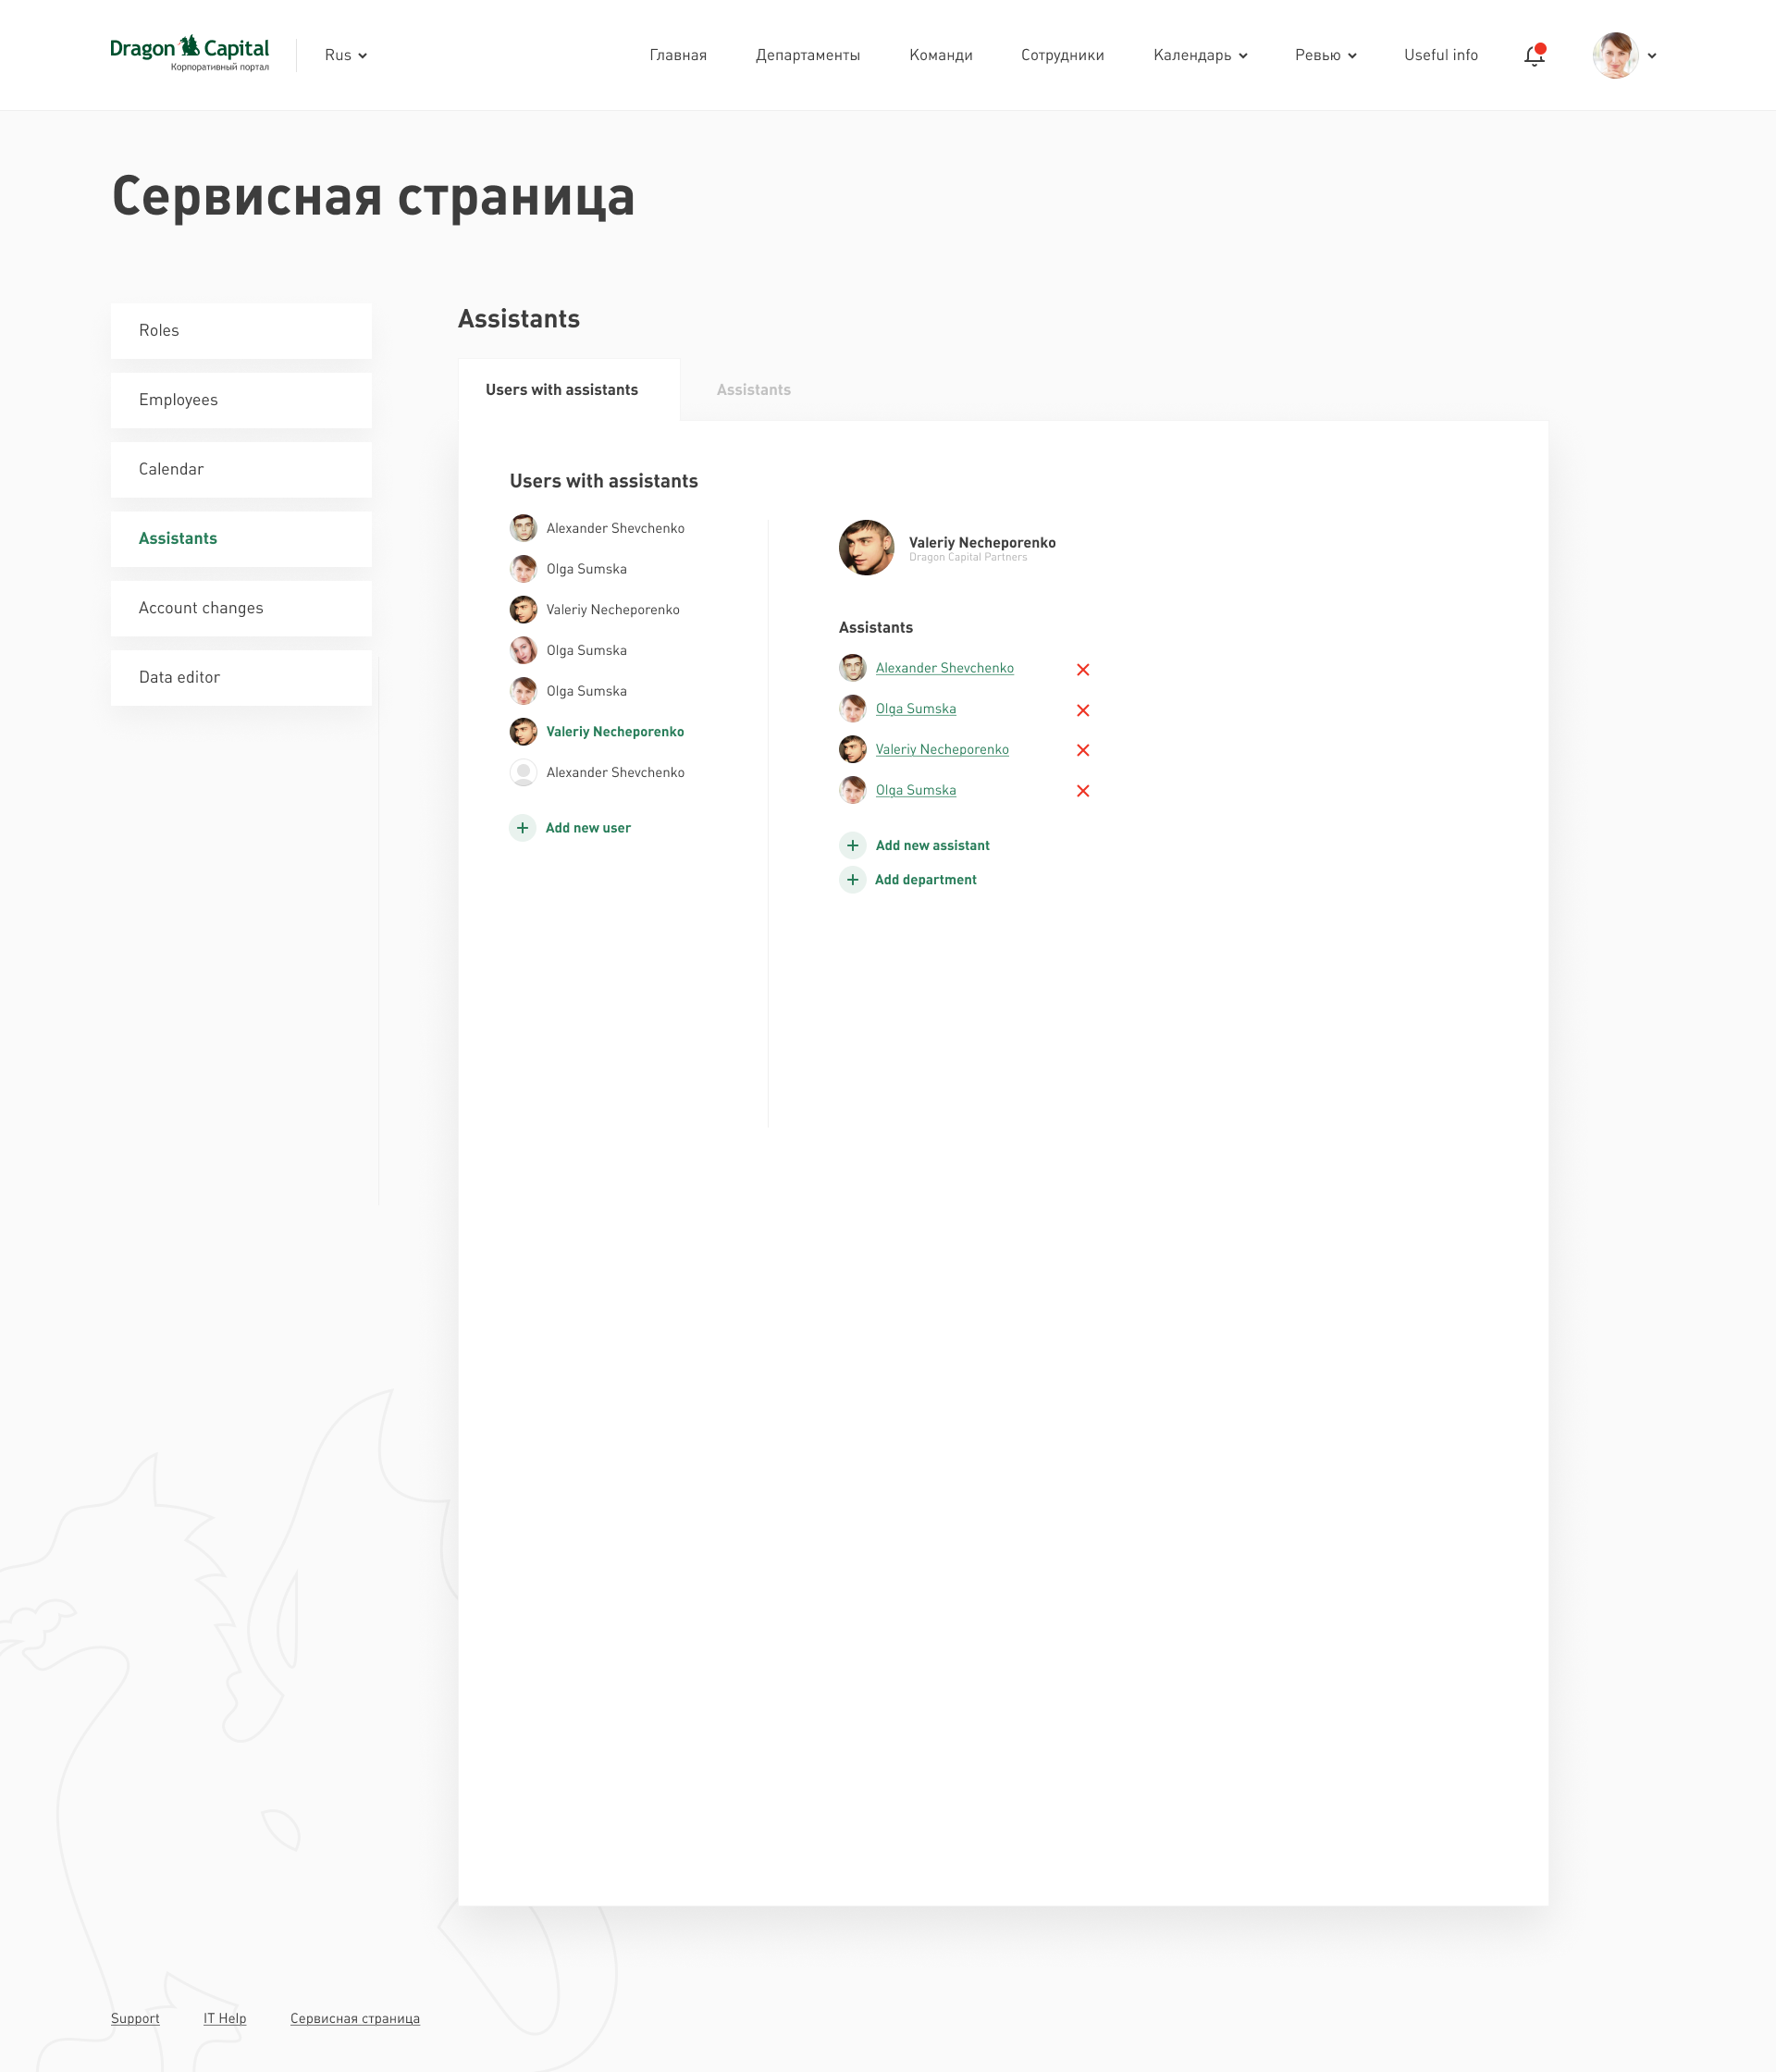 Dragon Capital
Корпоративный портал
Rus
Главная
Департаменты
Команди
Сотрудники
Календарь
Ревью
Useful info
Сервисная страница
Roles
Employees
Calendar
Assistants
Account changes
Data editor
Assistants
Users with assistants
Assistants
Users with assistants
Alexander Shevchenko
Olga Sumska
Valeriy Necheporenko
Olga Sumska
Olga Sumska
Valeriy Necheporenko
Alexander Shevchenko
Add new user
Valeriy Necheporenko
Dragon Capital Partners
Assistants
Alexander Shevchenko
Olga Sumska
Valeriy Necheporenko
Olga Sumska
Add new assistant
Add department
Support
IT Help
Сервисная страница